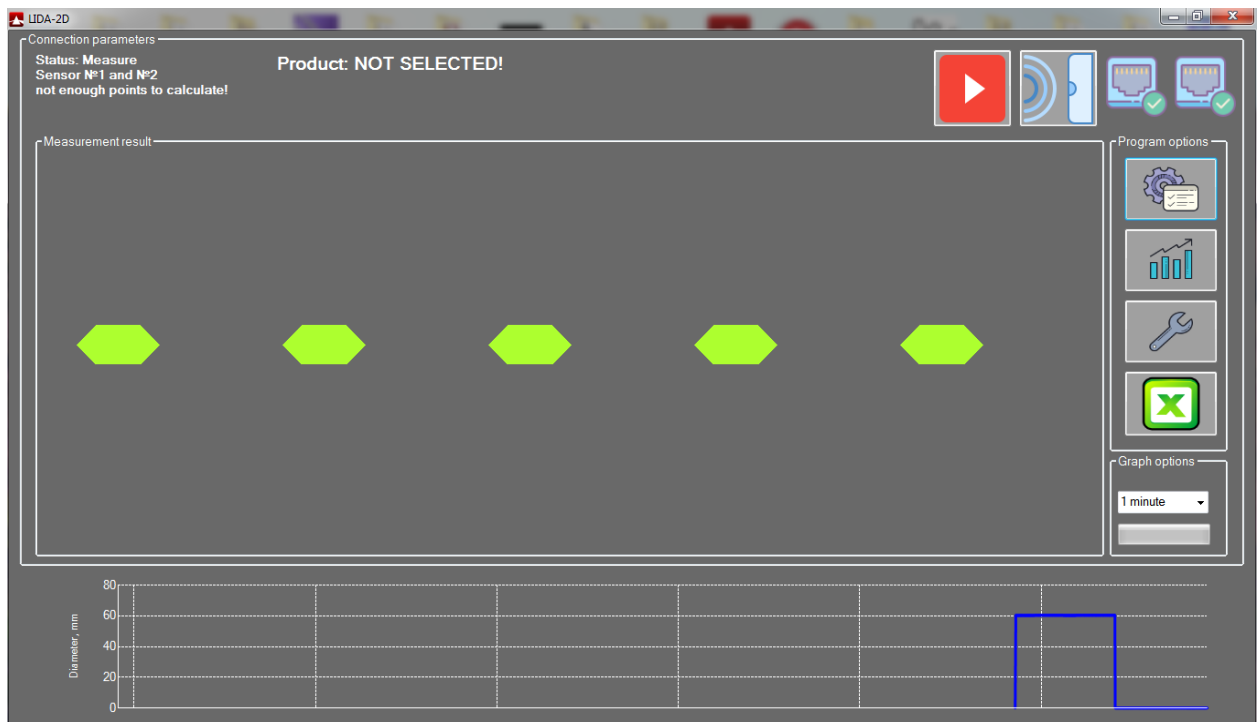 LIDA-2D
Connection parameters
Status: Measure
Sensor №1 and №2
not enough points to calculate!
Product: NOT SELECTED!
Measurement result
Program options
Graph options
1 minute
80
60
40
20
0
Diameter, mm